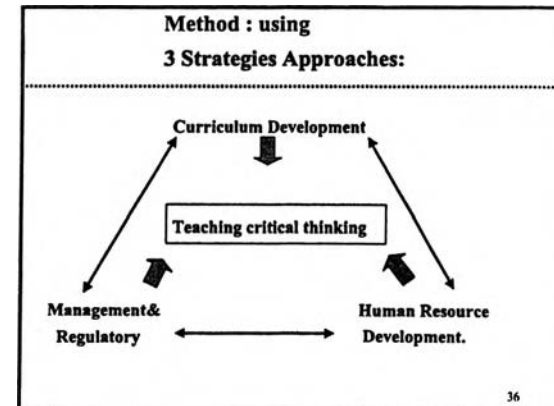 Method : using
3 Strategies Approaches:
Curriculum Development
Teaching critical thinking
Management&
Regulatory
Human Resource
Development.
36